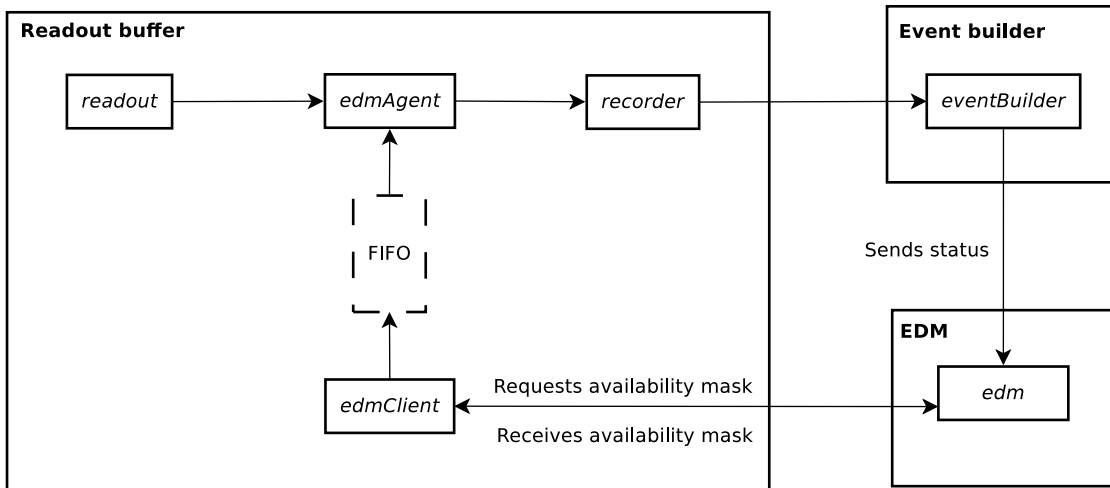 Readout buffer
Event builder
readout
edmAgent
recorder
eventBuilder
FIFO
Sends status
EDM
edmClient
Requests availability mask
Receives availability mask
edm